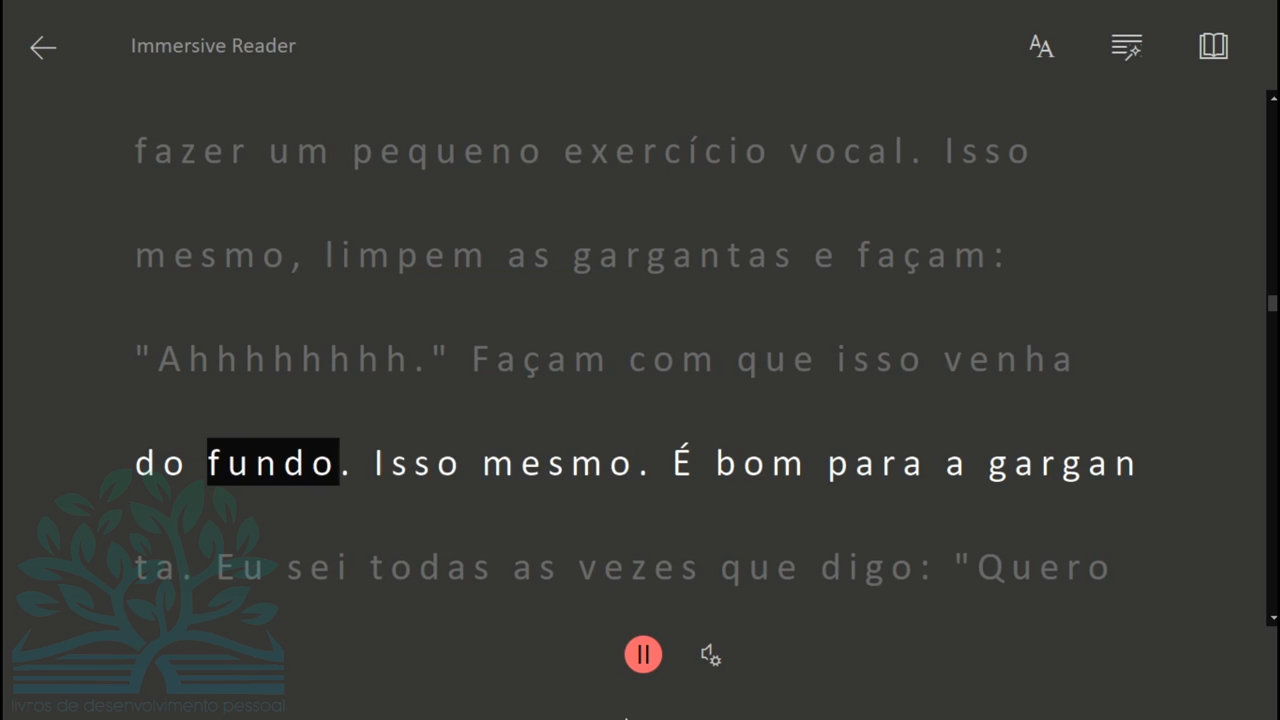 Immersive Reader
fazer um pequeno exercício vocal. Isso
mesmo, limpem as gargantas e façam:
"Ahhhhhhhh." Façam com que isso venha
do fundo. Isso mesmo. É bom para a gargan
ta. Eu sei todas as vezes que digo: "Quero
livros de desenvolvimento pessoal